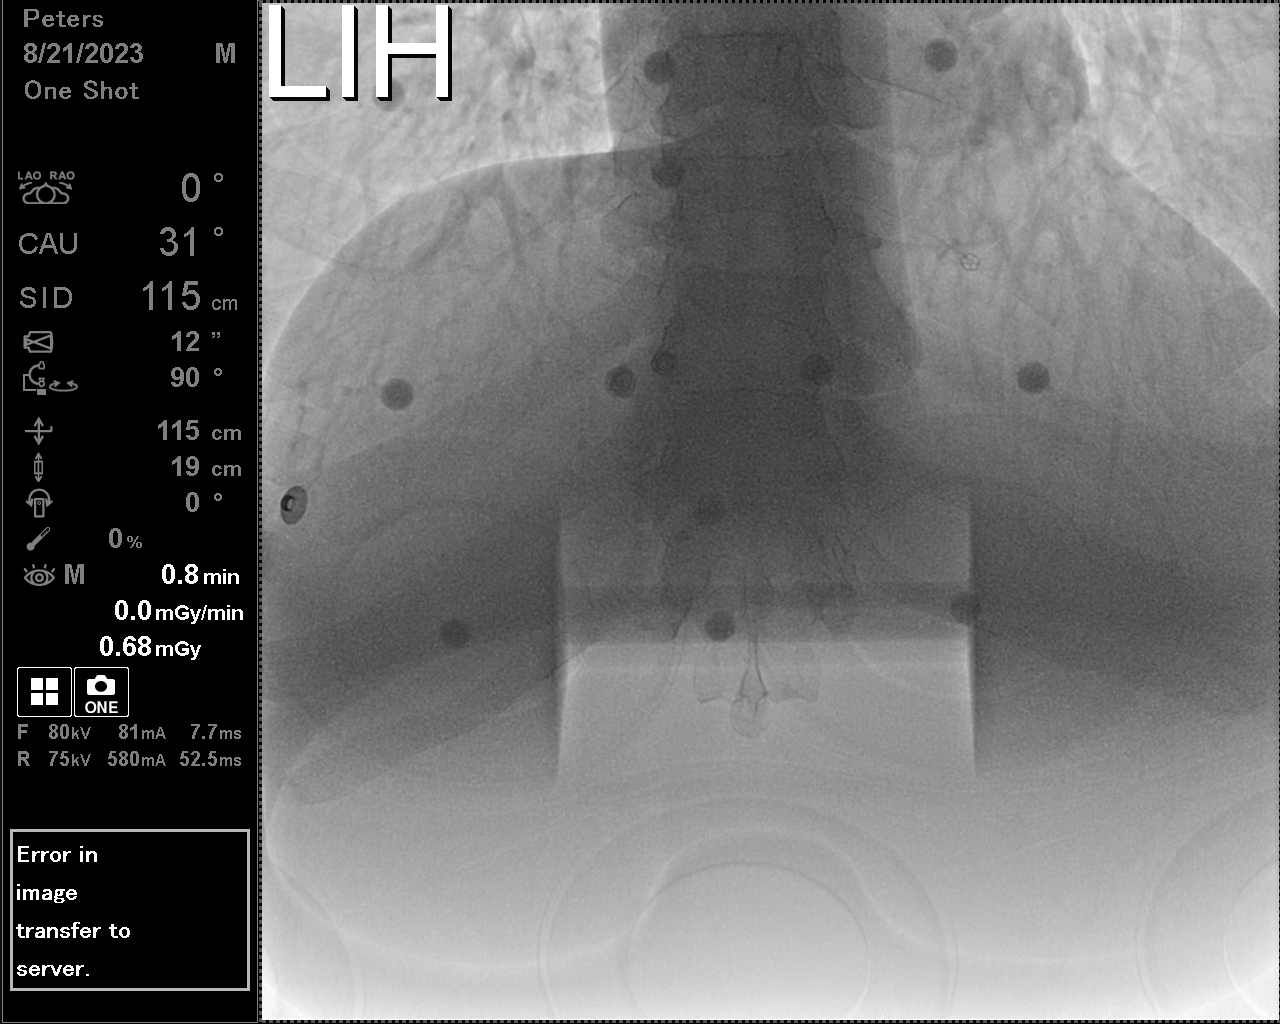 Peters
8/21/2023 M
One Shot
LIH
LAO RAO 0 °
CAU 31 °
SID 115 cm
12 ”
90 °
115 cm
19 cm
0 °
0 %
M 0.8 min
0.0 mGy/min
0.68 mGy
ONE
F 80kV 81mA 7.7ms
R 75kV 580mA 52.5ms
Error in
image
transfer to
server.